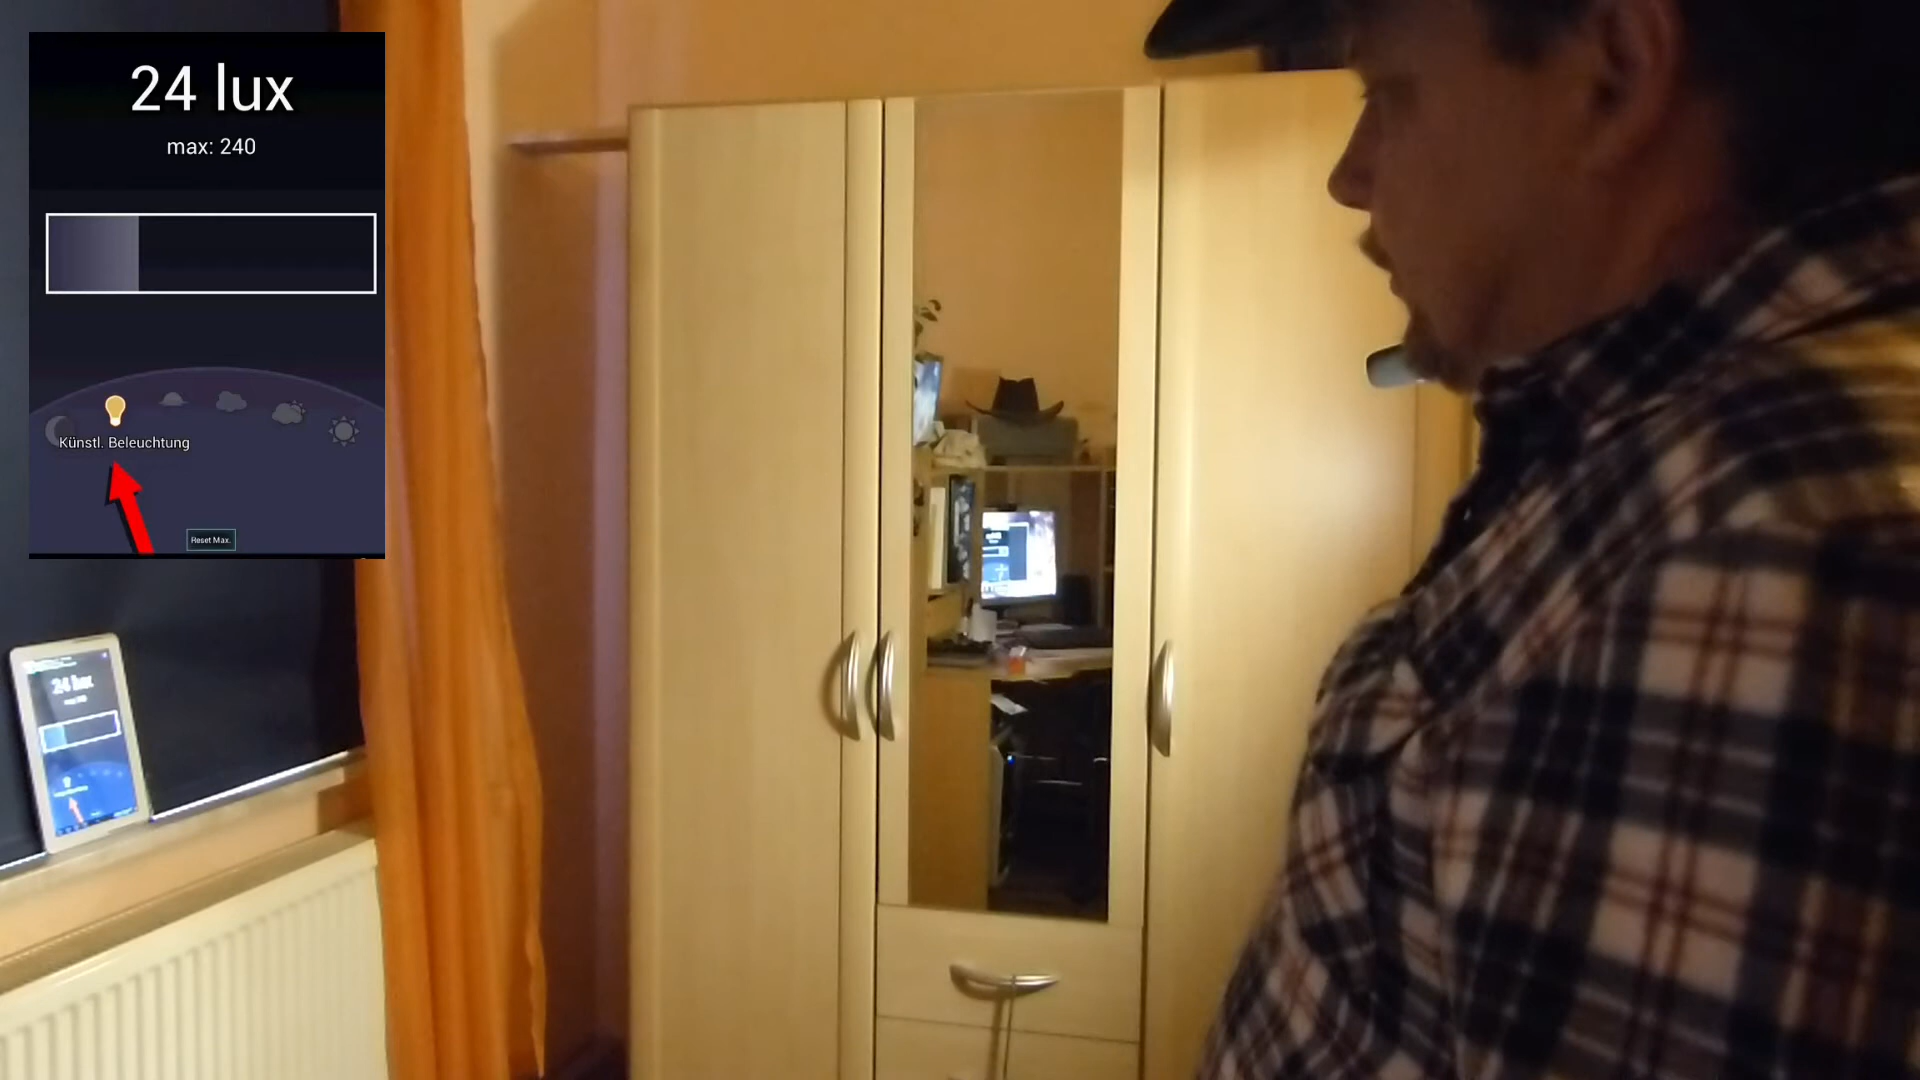 24 lux
max: 240
Künstl. Beleuchtung
Reset Max.
24 lux